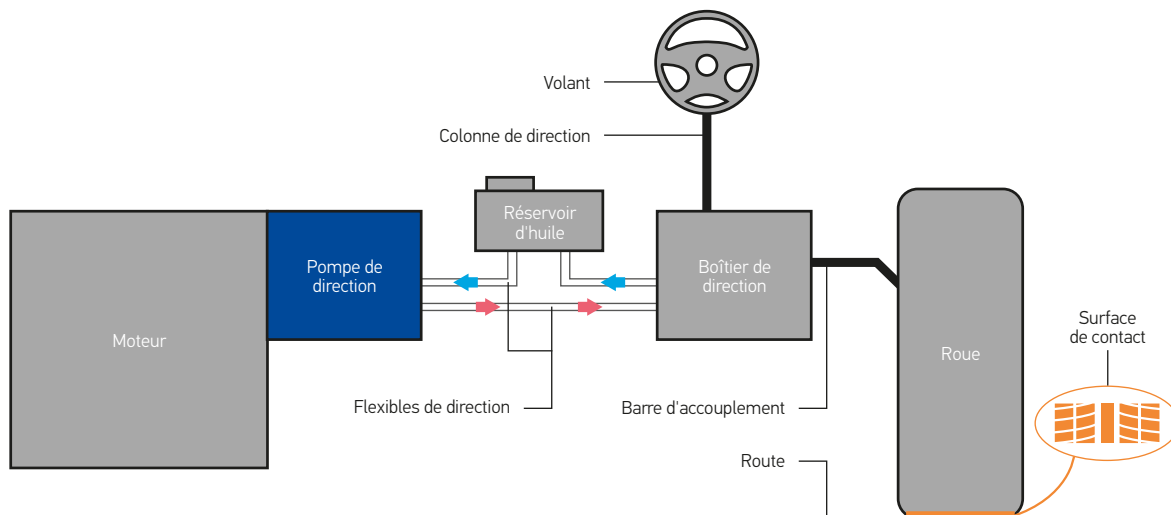 Volant
Colonne de direction
Réservoir
d'huile
Pompe de
direction
Boîtier de
direction
Moteur
Roue
Surface
de contact
Flexibles de direction
Barre d'accouplement
Route